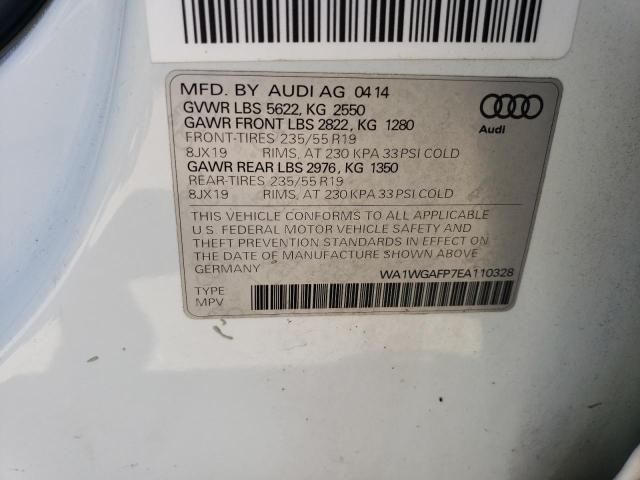 MFD. BY AUDI AG 04 14
GVWR LBS 5622, KG 2550
GAWR FRONT LBS 2822, KG 1280
FRONT-TIRES 235/55 R19
8JX19 RIMS, AT 230 KPA 33 PSI COLD
GAWR REAR LBS 2976, KG 1350
REAR-TIRES 235/55 R19
8JX19 RIMS, AT 230 KPA 33 PSI COLD
Audi
THIS VEHICLE CONFORMS TO ALL APPLICABLE
U.S. FEDERAL MOTOR VEHICLE SAFETY AND
THEFT PREVENTION STANDARDS IN EFFECT ON
THE DATE OF MANUFACTURE SHOWN ABOVE
GERMANY
WA1WGAFP7EA110328
TYPE
MPV